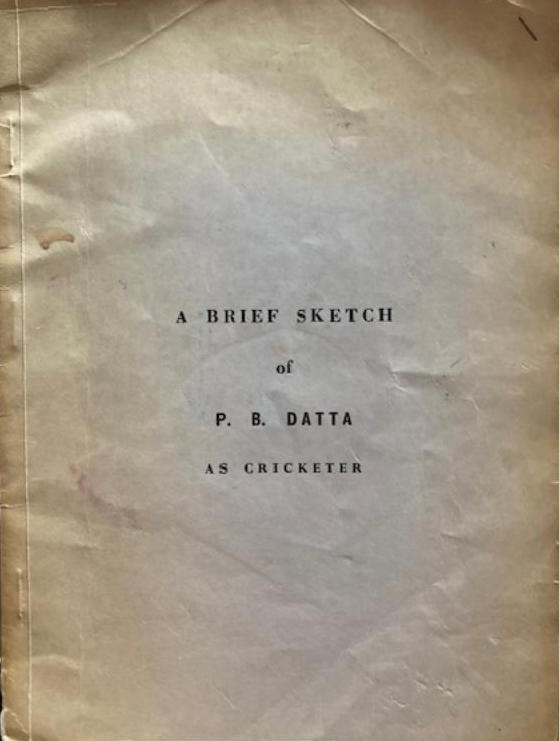 A BRIEF SKETCH
of
P. B. DATTA
AS CRICKETER